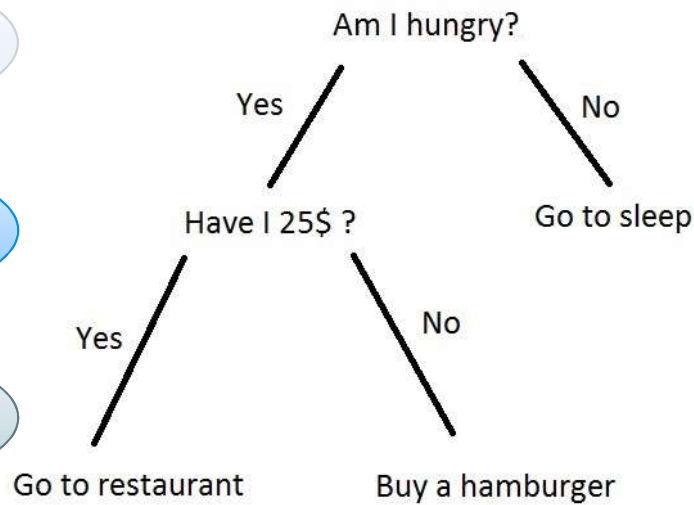 Am I hungry?
Yes
No
Have I 25$ ?
Go to sleep
Yes
No
Go to restaurant
Buy a hamburger